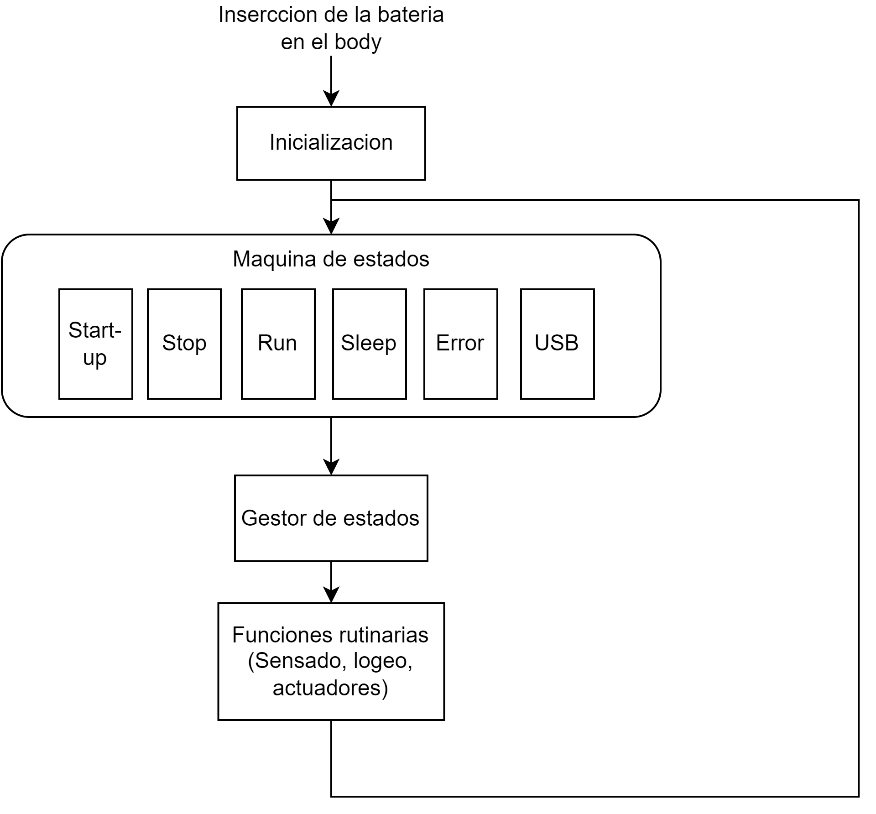 Inserccion de la bateria
en el body
Inicializacion
Maquina de estados
Start-
up
Stop
Run
Sleep
Error
USB
Gestor de estados
Funciones rutinarias
(Sensado, logeo,
actuadores)